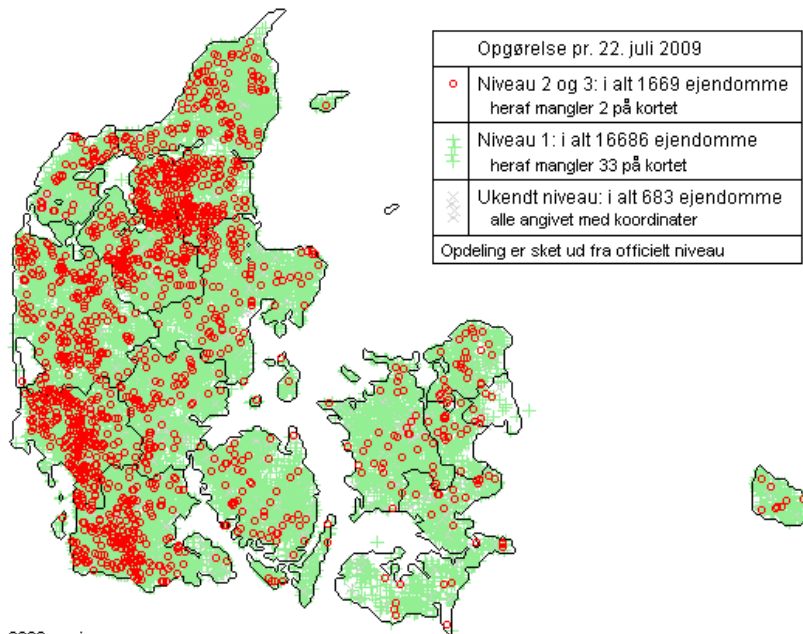 Opgørelse pr. 22. juli 2009
Niveau 2 og 3: i alt 1669 ejendomme
heraf mangler 2 på kortet
Niveau 1: i alt 16686 ejendomme
heraf mangler 33 på kortet
Ukendt niveau: i alt 683 ejendomme
alle angivet med koordinater
Opdeling er sket ud fra officielt niveau